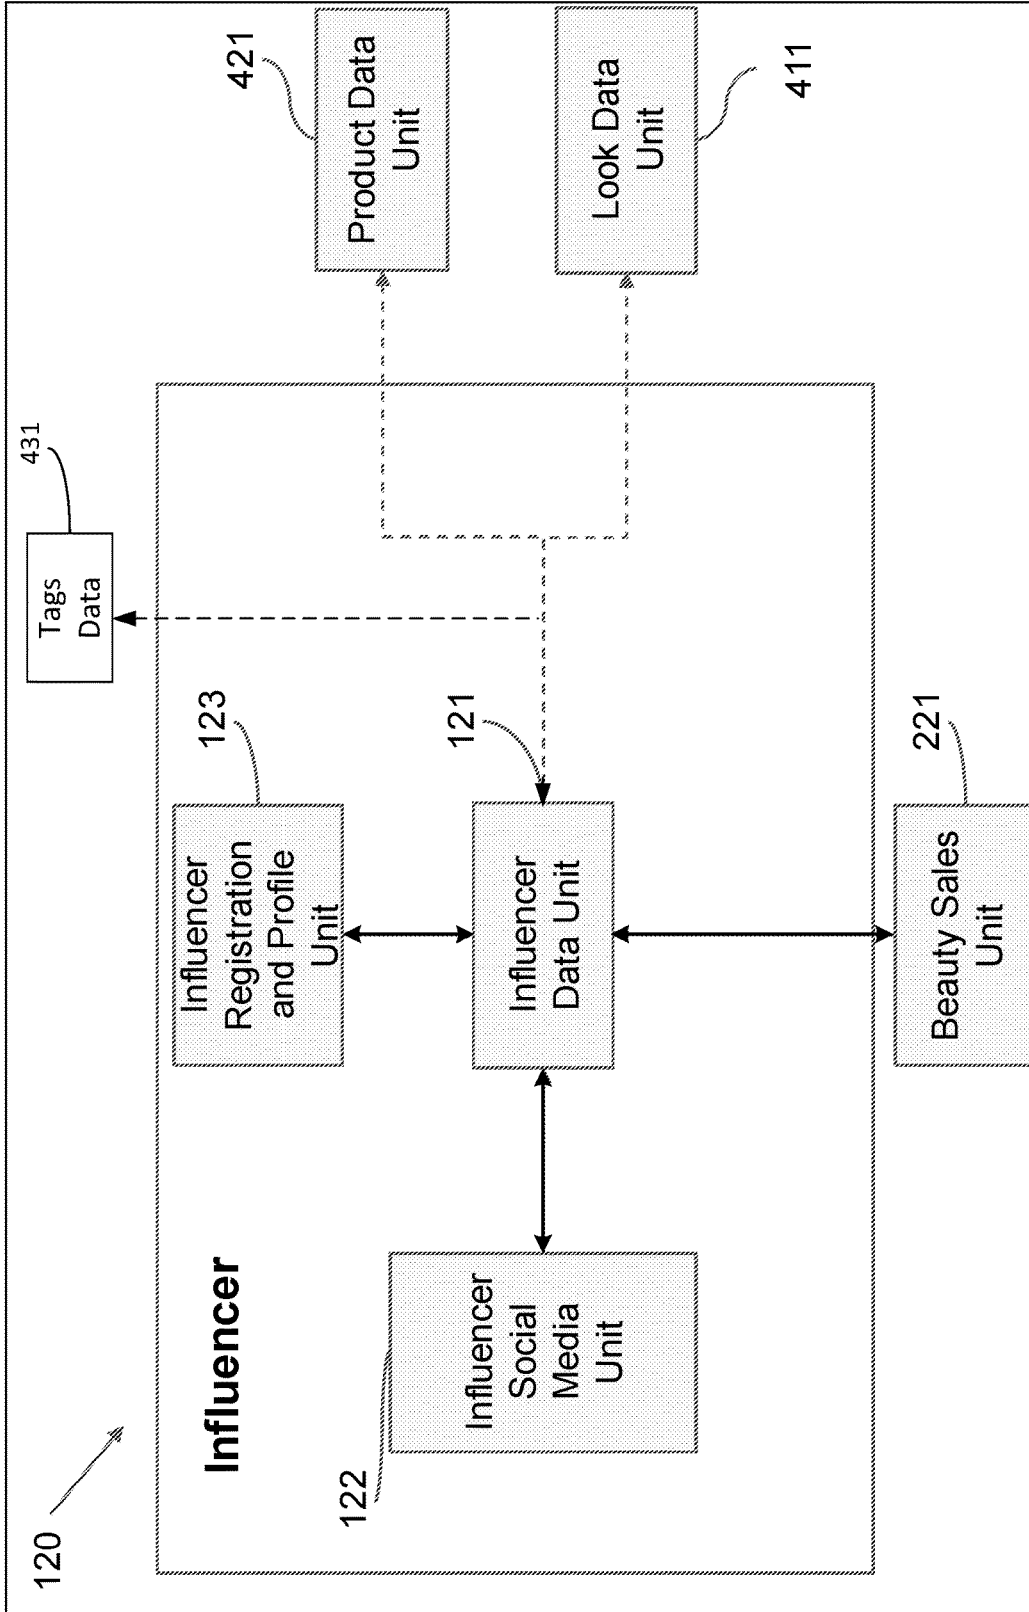 120
Influencer
122
Influencer
Social
Media
Unit
123
Influencer
Registration
and Profile
Unit
121
Influencer
Data Unit
221
Beauty Sales
Unit
431
Tags
Data
421
Product Data
Unit
411
Look Data
Unit